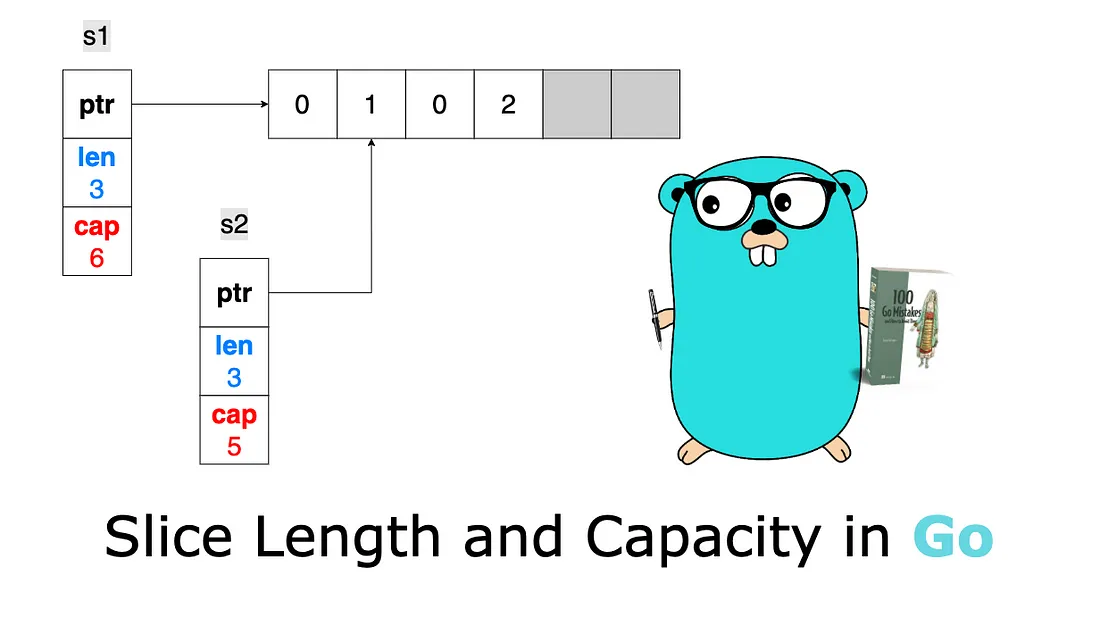 s1
ptr
len
3
cap
6
0 1 0 2
s2
ptr
len
3
cap
5
100
Go Mistakes
Slice Length and Capacity in Go